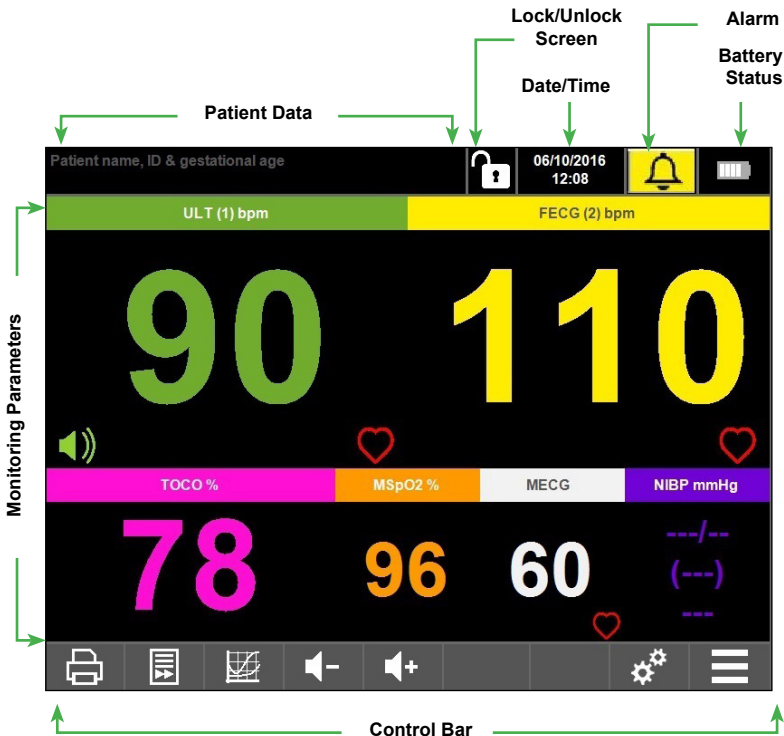 Lock/Unlock
Screen
Alarm
Battery
Status
Date/Time
Patient Data
Patient name, ID & gestational age
06/10/2016
12:08
ULT (1) bpm
FECG (2) bpm
90
110
Monitoring Parameters
TOCO %
MSpO2 %
MECG
NIBP mmHg
78
96
60
---/--
(---)
---
Control Bar